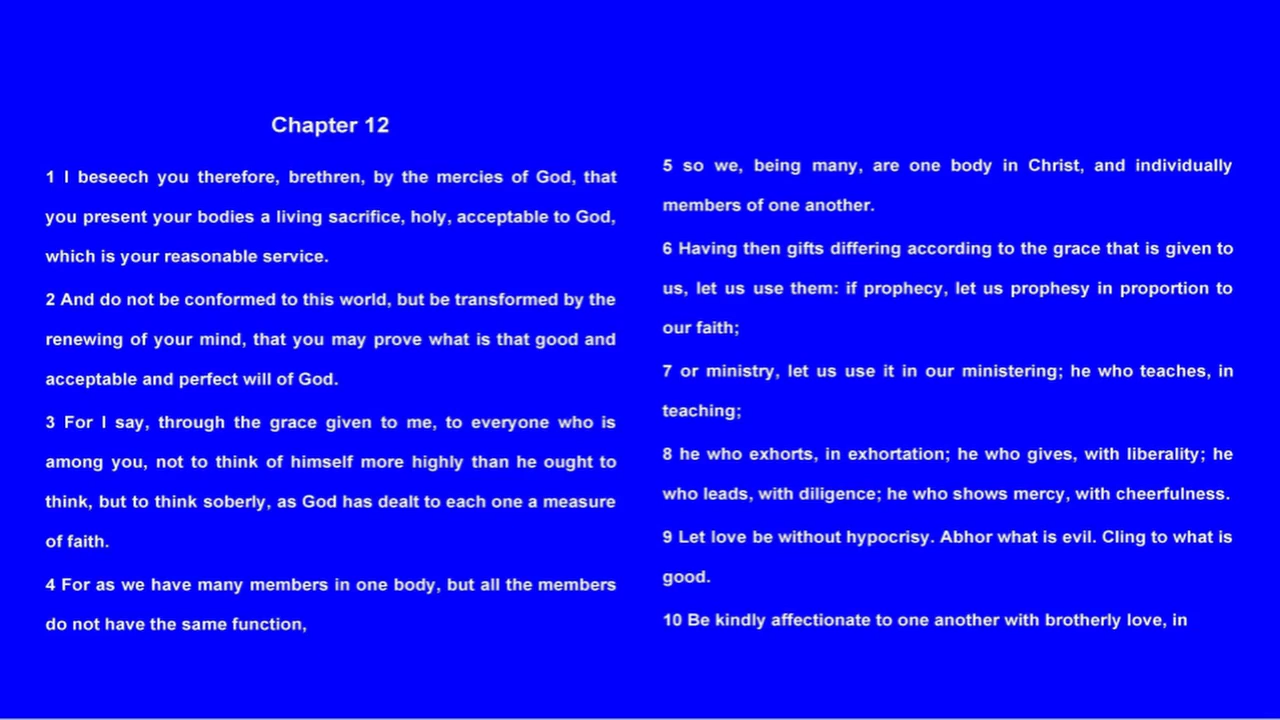 Chapter 12
1 I beseech you therefore, brethren, by the mercies of God, that
you present your bodies a living sacrifice, holy, acceptable to God,
which is your reasonable service.
2 And do not be conformed to this world, but be transformed by the
renewing of your mind, that you may prove what is that good and
acceptable and perfect will of God.
3 For I say, through the grace given to me, to everyone who is
among you, not to think of himself more highly than he ought to
think, but to think soberly, as God has dealt to each one a measure
of faith.
4 For as we have many members in one body, but all the members
do not have the same function,
5 so we, being many, are one body in Christ, and individually
members of one another.
6 Having then gifts differing according to the grace that is given to
us, let us use them: if prophecy, let us prophesy in proportion to
our faith;
7 or ministry, let us use it in our ministering; he who teaches, in
teaching;
8 he who exhorts, in exhortation; he who gives, with liberality; he
who leads, with diligence; he who shows mercy, with cheerfulness.
9 Let love be without hypocrisy. Abhor what is evil. Cling to what is
good.
10 Be kindly affectionate to one another with brotherly love, in